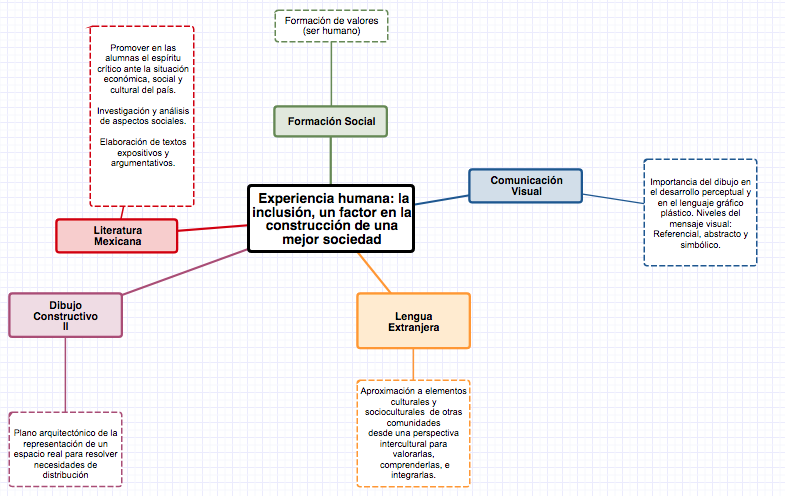 Formación de valores
(ser humano)
Promover en las
alumnas el espíritu
crítico ante la situación
económica, social y
cultural del país.
Investigación y análisis
de aspectos sociales.
Elaboración de textos
expositivos y
argumentativos.
Formación Social
Comunicación
Visual
Importancia del dibujo en
el desarrollo perceptual y
en el lenguaje gráfico
plástico. Niveles del
mensaje visual:
Referencial, abstracto y
simbólico.
Experiencia humana: la
inclusión, un factor en la
construcción de una
mejor sociedad
Literatura
Mexicana
Dibujo
Constructivo
II
Lengua
Extranjera
Plano arquitectónico de la
representación de un
espacio real para resolver
necesidades de
distribución
Aproximación a elementos
culturales y
socioculturales de otras
comunidades
desde una perspectiva
intercultural para
valorarlas,
comprenderlas, e
integrarlas.